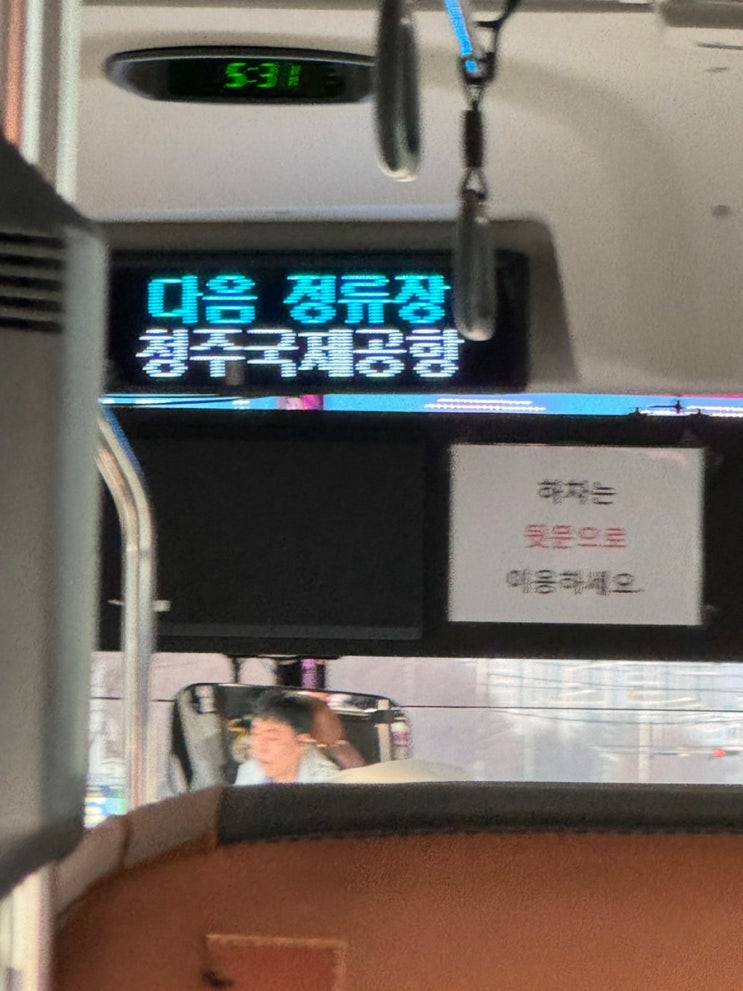 5:31
다음 정류장
청주국제공항
하차는
뒷문으로
이용하세요.